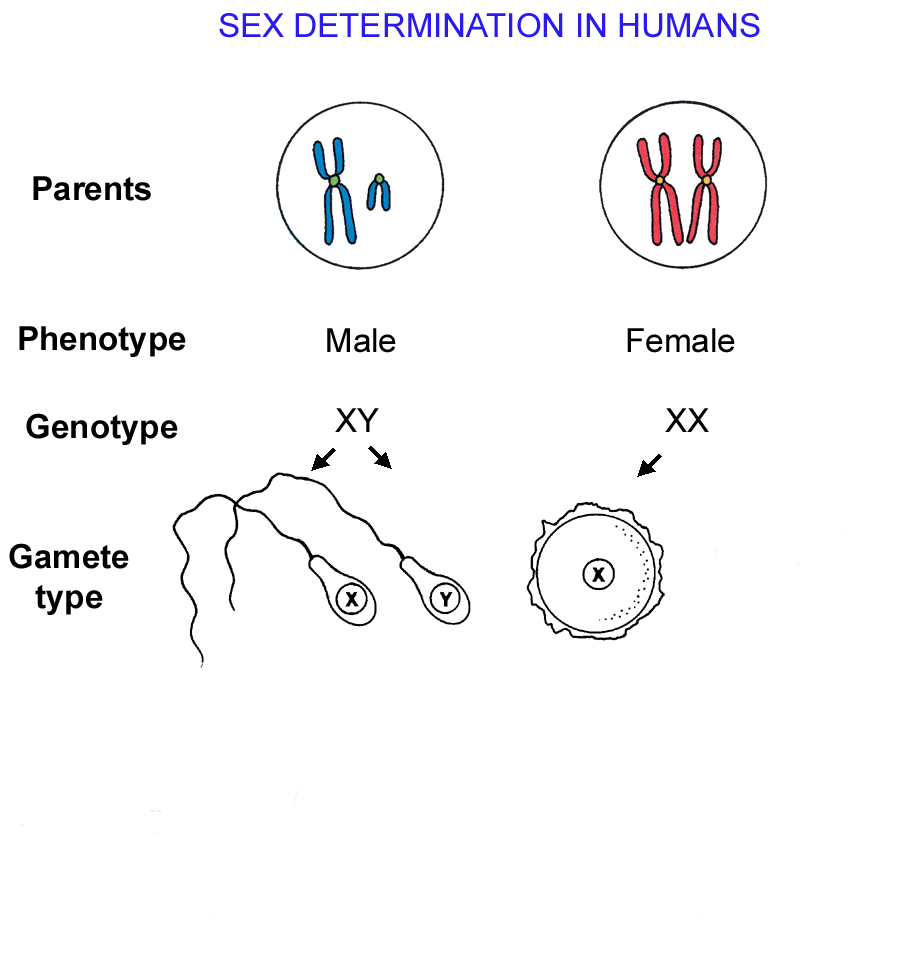 SEX DETERMINATION IN HUMANS
Parents
Phenotype Male Female
Genotype XY XX
Gamete
type
X Y X